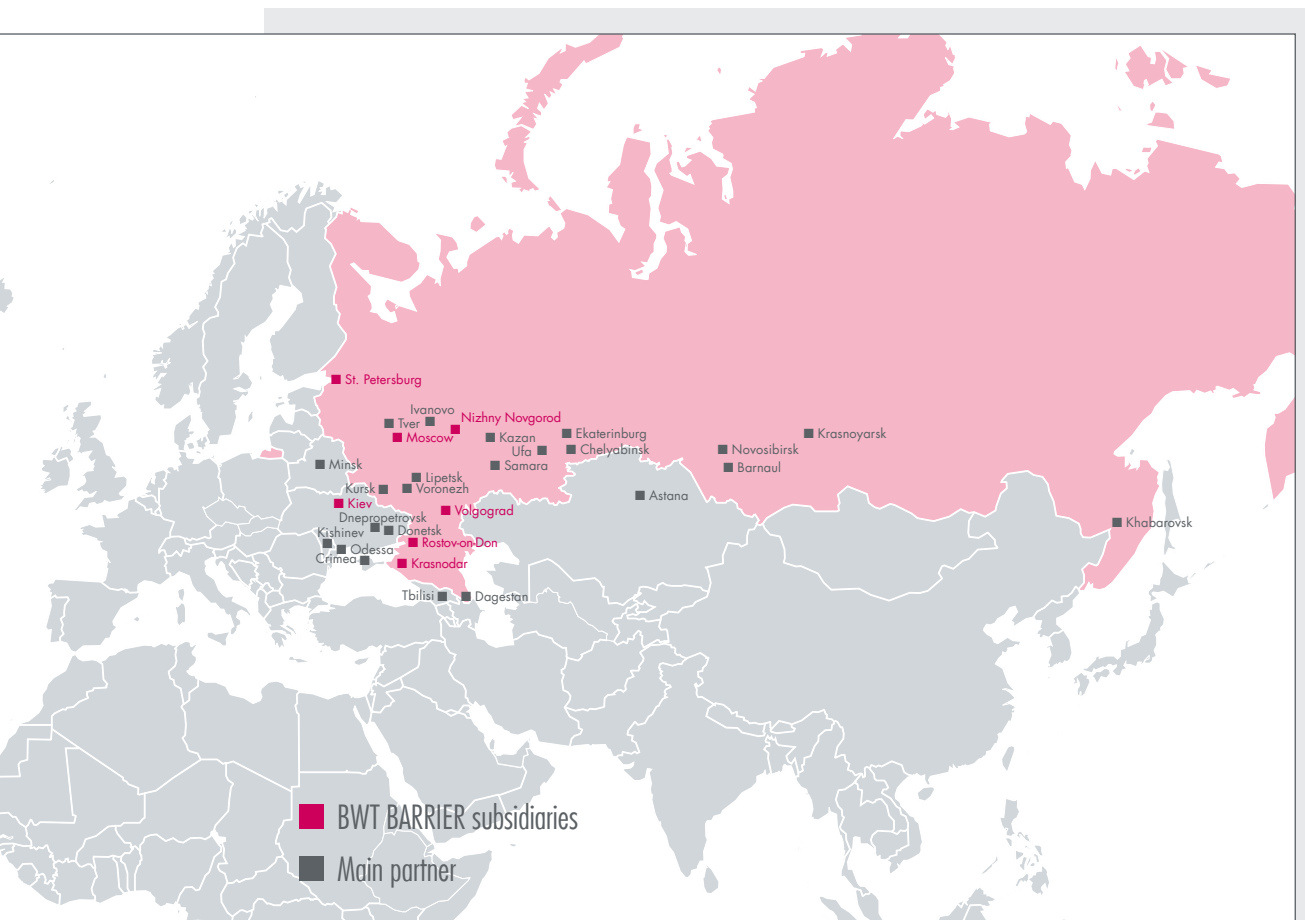 St. Petersburg
Ivanovo
Nizhny Novgorod
Tver
Moscow
Kazan
Ekaterinburg
Krasnoyarsk
Ufa
Chelyabinsk
Novosibirsk
Samara
Barnaul
Minsk
Lipetsk
Kursk
Voronezh
Astana
Kiev
Volgograd
Dnepropetrovsk
Khabarovsk
Donetsk
Kishinev
Rostov-on-Don
Odessa
Crimea
Krasnodar
Tbilisi
Dagestan
BWT BARRIER subsidiaries
Main partner